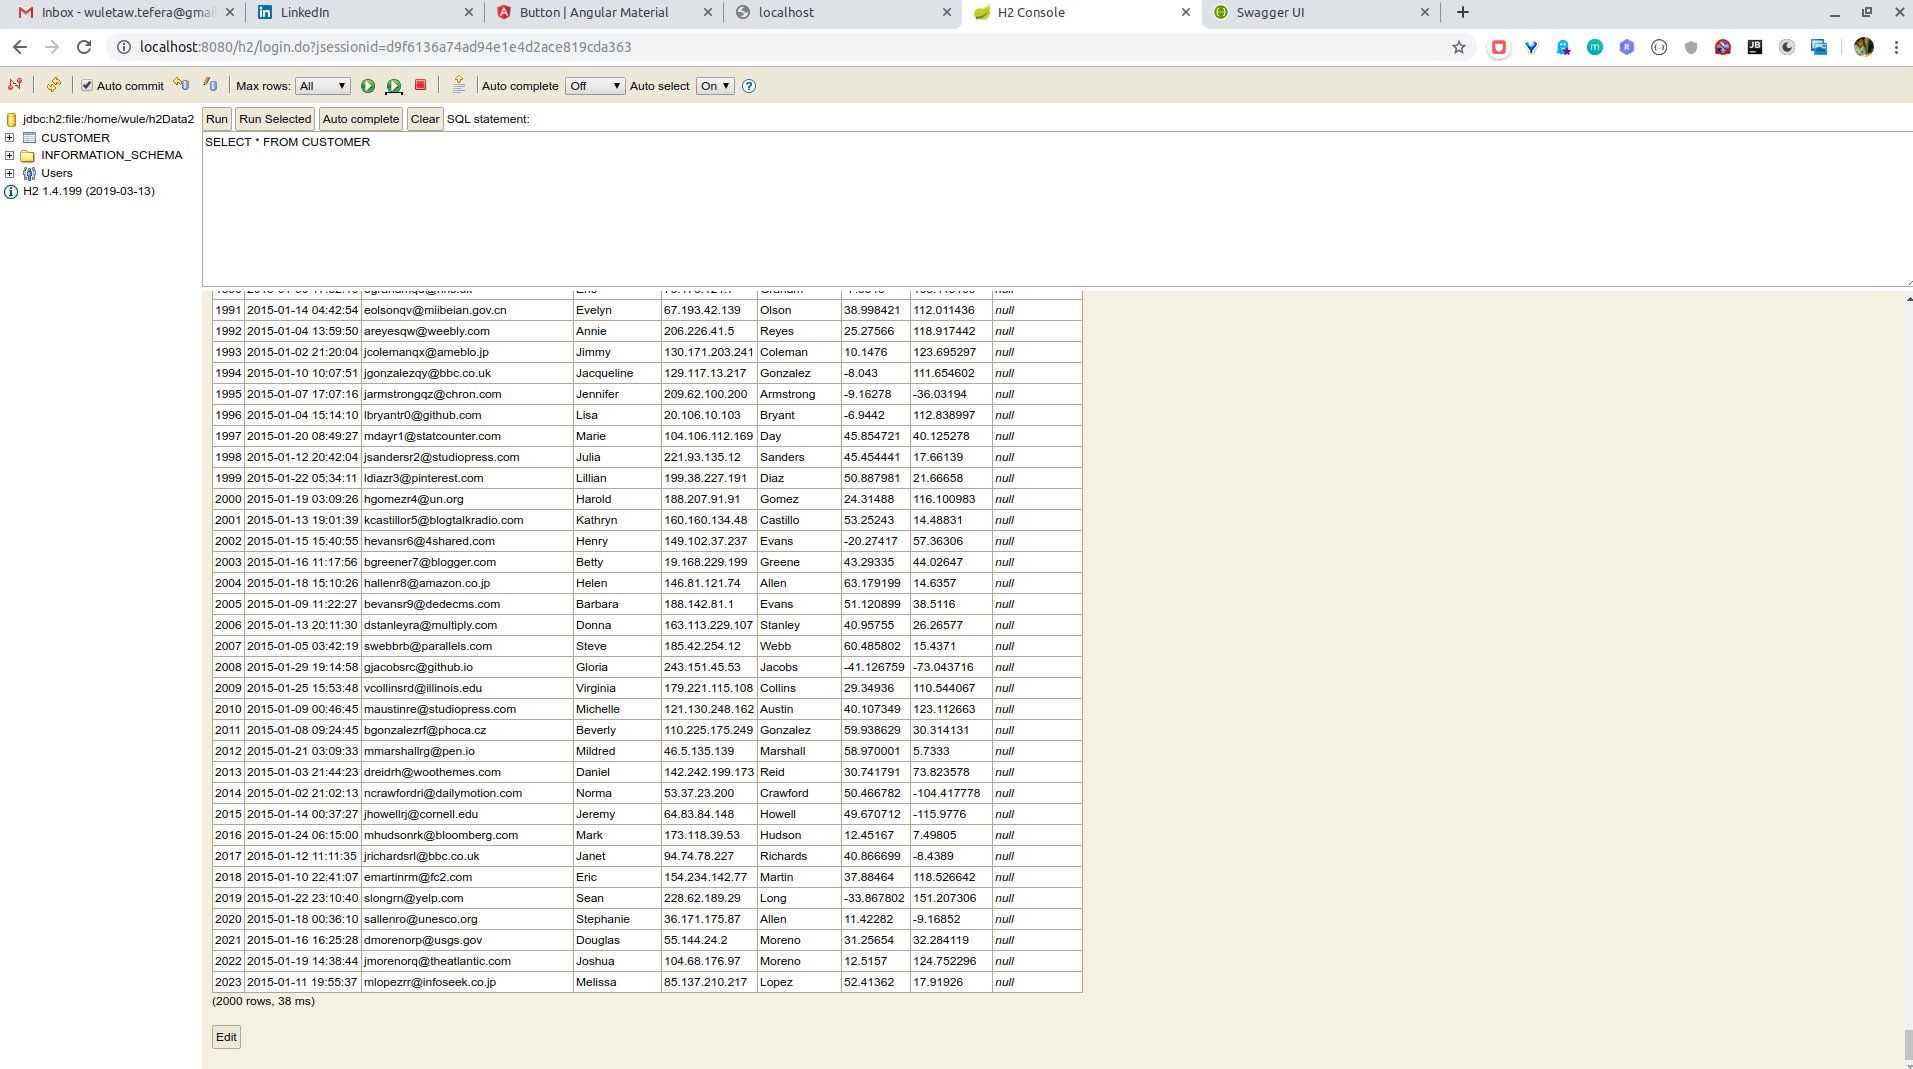 Inbox - wuletaw.tefera@gmai
LinkedIn
Button | Angular Material
localhost
H2 Console
Swagger UI
localhost:8080/h2/login.do?jsessionid=d9f6136a74ad94e1e4d2ace819cda363
Auto commit Max rows: All Auto complete Off Auto select On
jdbc:h2:file:/home/wule/h2Data2
CUSTOMER
INFORMATION_SCHEMA
Users
H2 1.4.199 (2019-03-13)
Run Run Selected Auto complete Clear SQL statement:
SELECT * FROM CUSTOMER
1991 2015-01-14 04:42:54 eolsonqv@miibeian.gov.cn Evelyn 67.193.42.139 Olson 38.998421 112.011436 null
1992 2015-01-04 13:59:50 areyesqw@weebly.com Annie 206.226.41.5 Reyes 25.27566 118.917442 null
1993 2015-01-02 21:20:04 jcolemanqx@ameblo.jp Jimmy 130.171.203.241 Coleman 10.1476 123.695297 null
1994 2015-01-10 10:07:51 jgonzalezqy@bbc.co.uk Jacqueline 129.117.13.217 Gonzalez -8.043 111.654602 null
1995 2015-01-07 17:07:16 jarmstrongqz@chron.com Jennifer 209.62.100.200 Armstrong -9.16278 -36.03194 null
1996 2015-01-04 15:14:10 lbryantr0@github.com Lisa 20.106.10.103 Bryant -6.9442 112.838997 null
1997 2015-01-20 08:49:27 mdayr1@statcounter.com Marie 104.106.112.169 Day 45.854721 40.125278 null
1998 2015-01-12 20:42:04 jsandersr2@studiopress.com Julia 221.93.135.12 Sanders 45.454441 17.66139 null
1999 2015-01-22 05:34:11 ldiazr3@pinterest.com Lillian 199.38.227.191 Diaz 50.887981 21.66658 null
2000 2015-01-19 03:09:26 hgomezr4@un.org Harold 188.207.91.91 Gomez 24.31488 116.100983 null
2001 2015-01-13 19:01:39 kcastillor5@blogtalkradio.com Kathryn 160.160.134.48 Castillo 53.25243 14.48831 null
2002 2015-01-15 15:40:55 hevansr6@4shared.com Henry 149.102.37.237 Evans -20.27417 57.36306 null
2003 2015-01-16 11:17:56 bgreener7@blogger.com Betty 19.168.229.199 Greene 43.29335 44.02647 null
2004 2015-01-18 15:10:26 hallenr8@amazon.co.jp Helen 146.81.121.74 Allen 63.179199 14.6357 null
2005 2015-01-09 11:22:27 bevansr9@dedecms.com Barbara 188.142.81.1 Evans 51.120899 38.5116 null
2006 2015-01-13 20:11:30 dstanleyra@multiply.com Donna 163.113.229.107 Stanley 40.95755 26.26577 null
2007 2015-01-05 03:42:19 swebbrb@parallels.com Steve 185.42.254.12 Webb 60.485802 15.4371 null
2008 2015-01-29 19:14:58 gjacobsrc@github.io Gloria 243.151.45.53 Jacobs -41.126759 -73.043716 null
2009 2015-01-25 15:53:48 vcollinsrd@illinois.edu Virginia 179.221.115.108 Collins 29.34936 110.544067 null
2010 2015-01-09 00:46:45 maustinre@studiopress.com Michelle 121.130.248.162 Austin 40.107349 123.112663 null
2011 2015-01-08 09:24:45 bgonzalezrf@phoca.cz Beverly 110.225.175.249 Gonzalez 59.938629 30.314131 null
2012 2015-01-21 03:09:33 mmarshallrg@pen.io Mildred 46.5.135.139 Marshall 58.970001 5.7333 null
2013 2015-01-03 21:44:23 dreidrh@woothemes.com Daniel 142.242.199.173 Reid 30.741791 73.823578 null
2014 2015-01-02 21:02:13 ncrawfordri@dailymotion.com Norma 53.37.23.200 Crawford 50.466782 -104.417778 null
2015 2015-01-14 00:37:27 jhowellrj@cornell.edu Jeremy 64.83.84.148 Howell 49.670712 -115.9776 null
2016 2015-01-24 06:15:00 mhudsonrk@bloomberg.com Mark 173.118.39.53 Hudson 12.45167 7.49805 null
2017 2015-01-12 11:11:35 jrichardsrl@bbc.co.uk Janet 94.74.78.227 Richards 40.866699 -8.4389 null
2018 2015-01-10 22:41:07 emartinrm@fc2.com Eric 154.234.142.77 Martin 37.88464 118.526642 null
2019 2015-01-22 23:10:40 slongrn@yelp.com Sean 228.62.189.29 Long -33.867802 151.207306 null
2020 2015-01-18 00:36:10 sallenro@unesco.org Stephanie 36.171.175.87 Allen 11.42282 -9.16852 null
2021 2015-01-16 16:25:28 dmorenorp@usgs.gov Douglas 55.144.24.2 Moreno 31.25654 32.284119 null
2022 2015-01-19 14:38:44 jmorenorq@theatlantic.com Joshua 104.68.176.97 Moreno 12.5157 124.752296 null
2023 2015-01-11 19:55:37 mlopezrr@infoseek.co.jp Melissa 85.137.210.217 Lopez 52.41362 17.91926 null
(2000 rows, 38 ms)
Edit